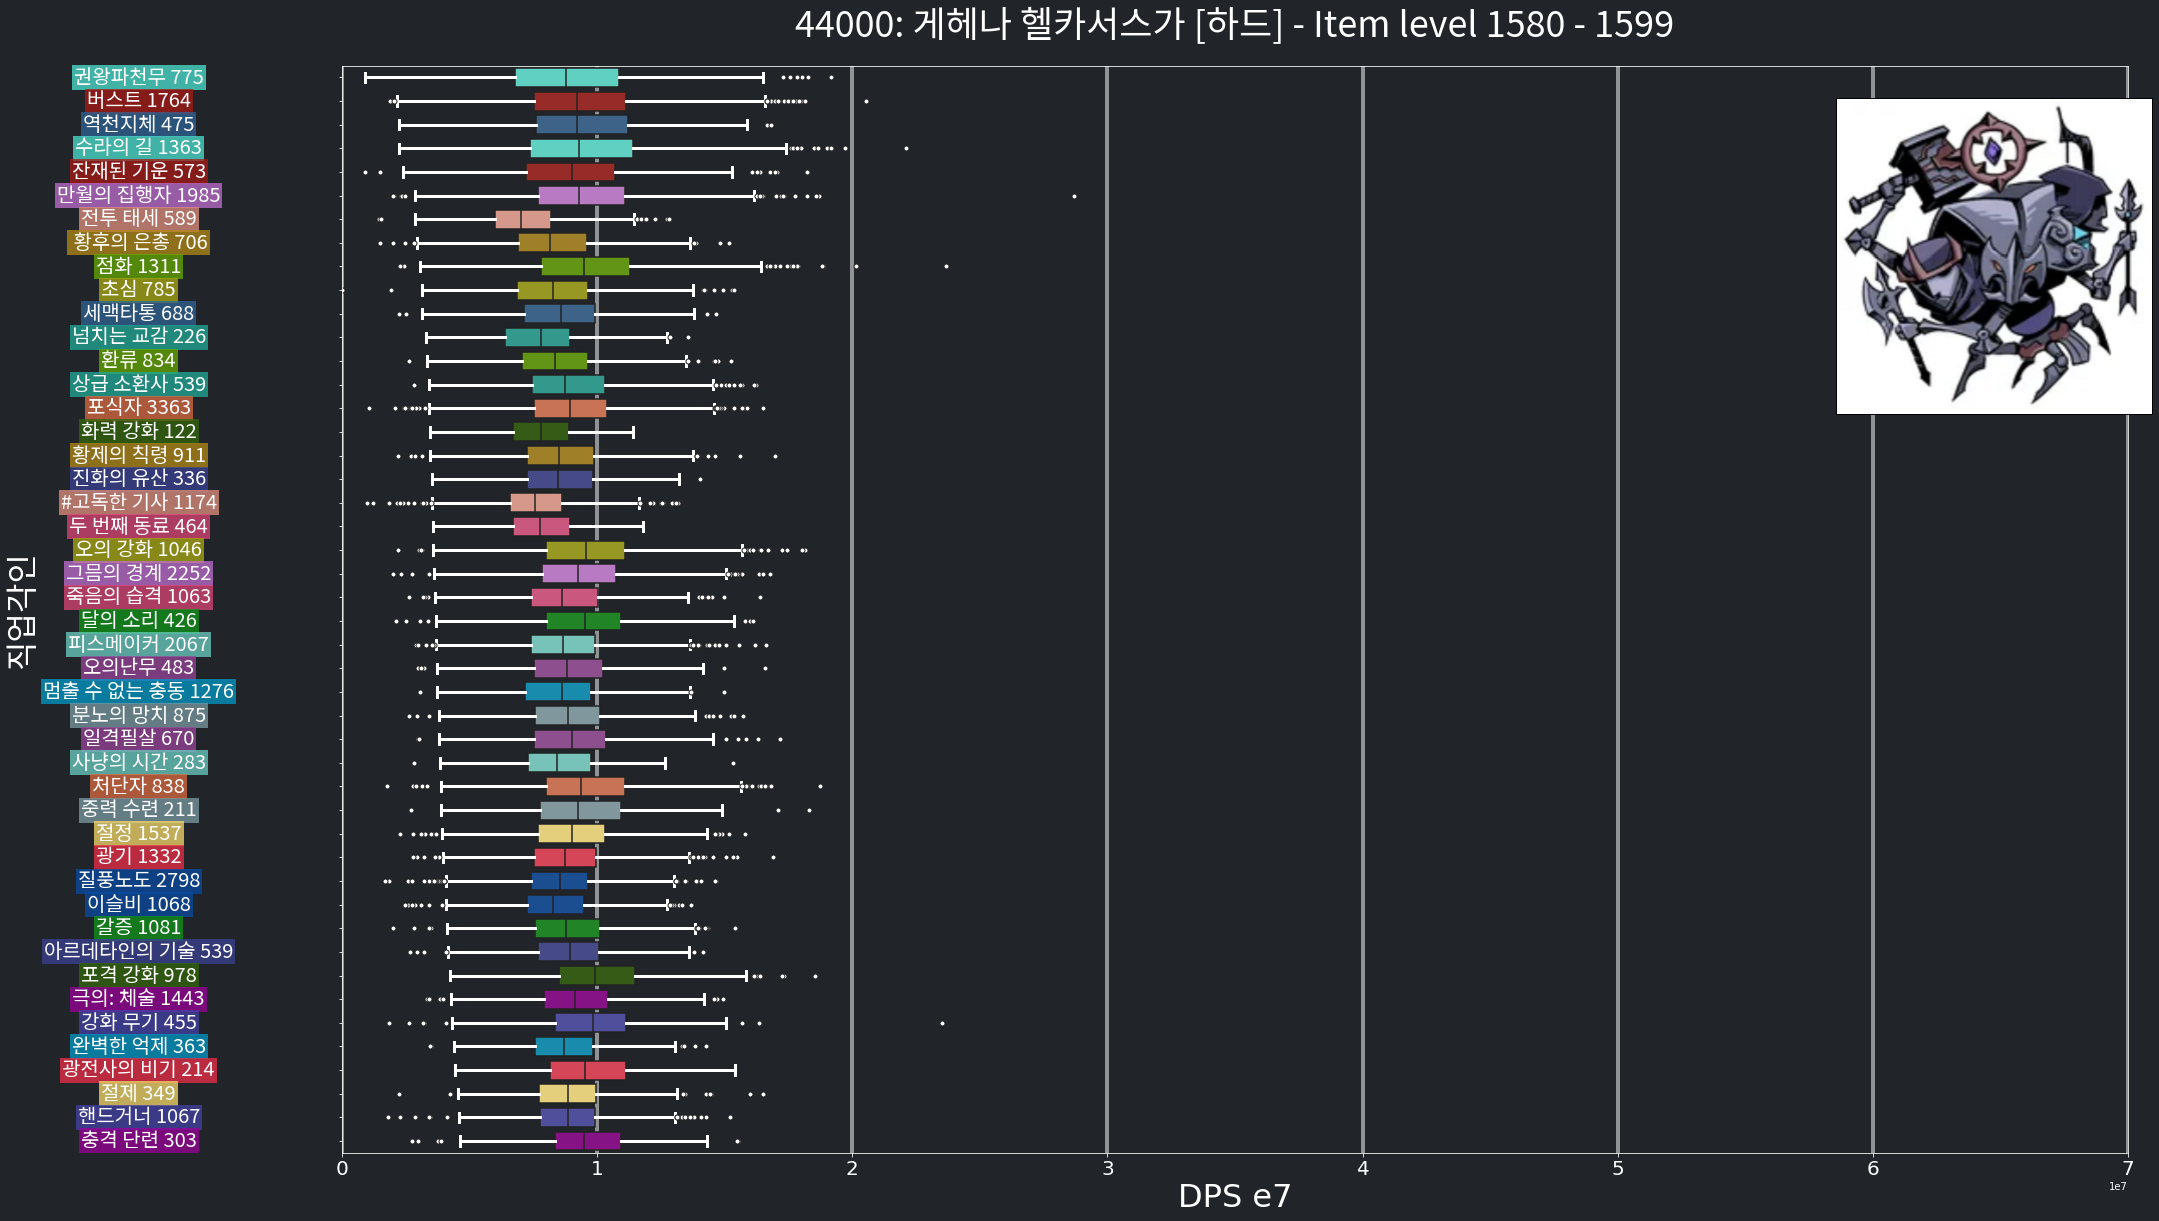 44000: 게헤나 헬카서스가 [하드] - Item level 1580 - 1599
권왕파천무 775
버스트 1764
역천지체 475
수라의 길 1363
잔재된 기운 573
만월의 집행자 1985
전투 태세 589
황후의 은총 706
점화 1311
초심 785
세맥타통 688
넘치는 교감 226
환류 834
상급 소환사 539
포식자 3363
화력 강화 122
황제의 칙령 911
진화의 유산 336
#고독한 기사 1174
두 번째 동료 464
오의 강화 1046
그믐의 경계 2252
죽음의 습격 1063
달의 소리 426
피스메이커 2067
오의난무 483
멈출 수 없는 충동 1276
분노의 망치 875
일격필살 670
사냥의 시간 283
처단자 838
중력 수련 211
절정 1537
광기 1332
질풍노도 2798
이슬비 1068
갈증 1081
아르데타인의 기술 539
포격 강화 978
극의: 체술 1443
강화 무기 455
완벽한 억제 363
광전사의 비기 214
절제 349
핸드거너 1067
충격 단련 303
직업각인
0 1 2 3 4 5 6 7
DPS e7
1e7